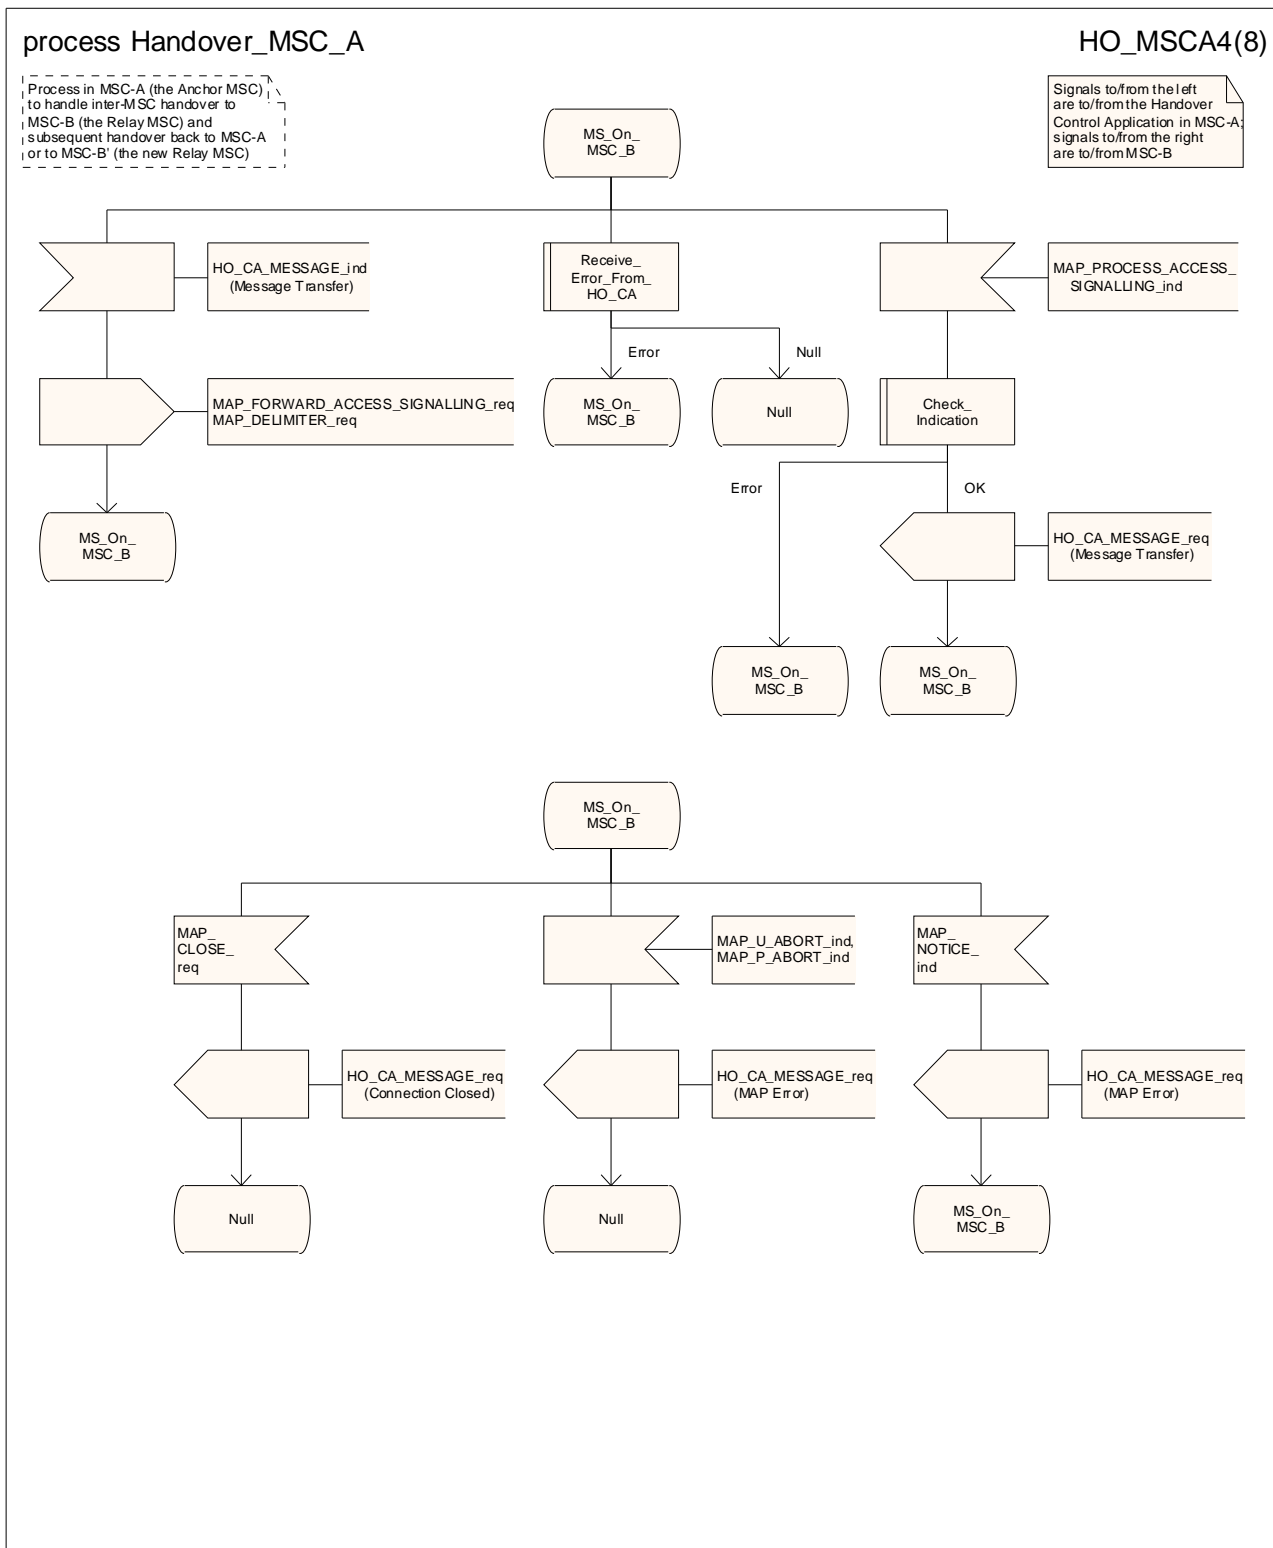 process Handover_MSC_A
HO_MSCA4(8)
Process in MSC-A (the Anchor MSC)
to handle inter-MSC handover to
MSC-B (the Relay MSC) and
subsequent handover back to MSC-A
or to MSC-B' (the new Relay MSC)
Signals to/from the left
are to/from the Handover
Control Application in MSC-A;
signals to/from the right
are to/from MSC-B
MS_On_
MSC_B
HO_CA_MESSAGE_ind
(Message Transfer)
Receive_
Error_From_
HO_CA
MAP_PROCESS_ACCESS_
SIGNALLING_ind
Error
Null
MAP_FORWARD_ACCESS_SIGNALLING_req
MAP_DELIMITER_req
MS_On_
MSC_B
Null
Check_
Indication
Error
OK
MS_On_
MSC_B
HO_CA_MESSAGE_req
(Message Transfer)
MS_On_
MSC_B
MS_On_
MSC_B
MS_On_
MSC_B
MAP_
CLOSE_
req
MAP_U_ABORT_ind,
MAP_P_ABORT_ind
MAP_
NOTICE_
ind
HO_CA_MESSAGE_req
(Connection Closed)
HO_CA_MESSAGE_req
(MAP Error)
HO_CA_MESSAGE_req
(MAP Error)
Null
Null
MS_On_
MSC_B